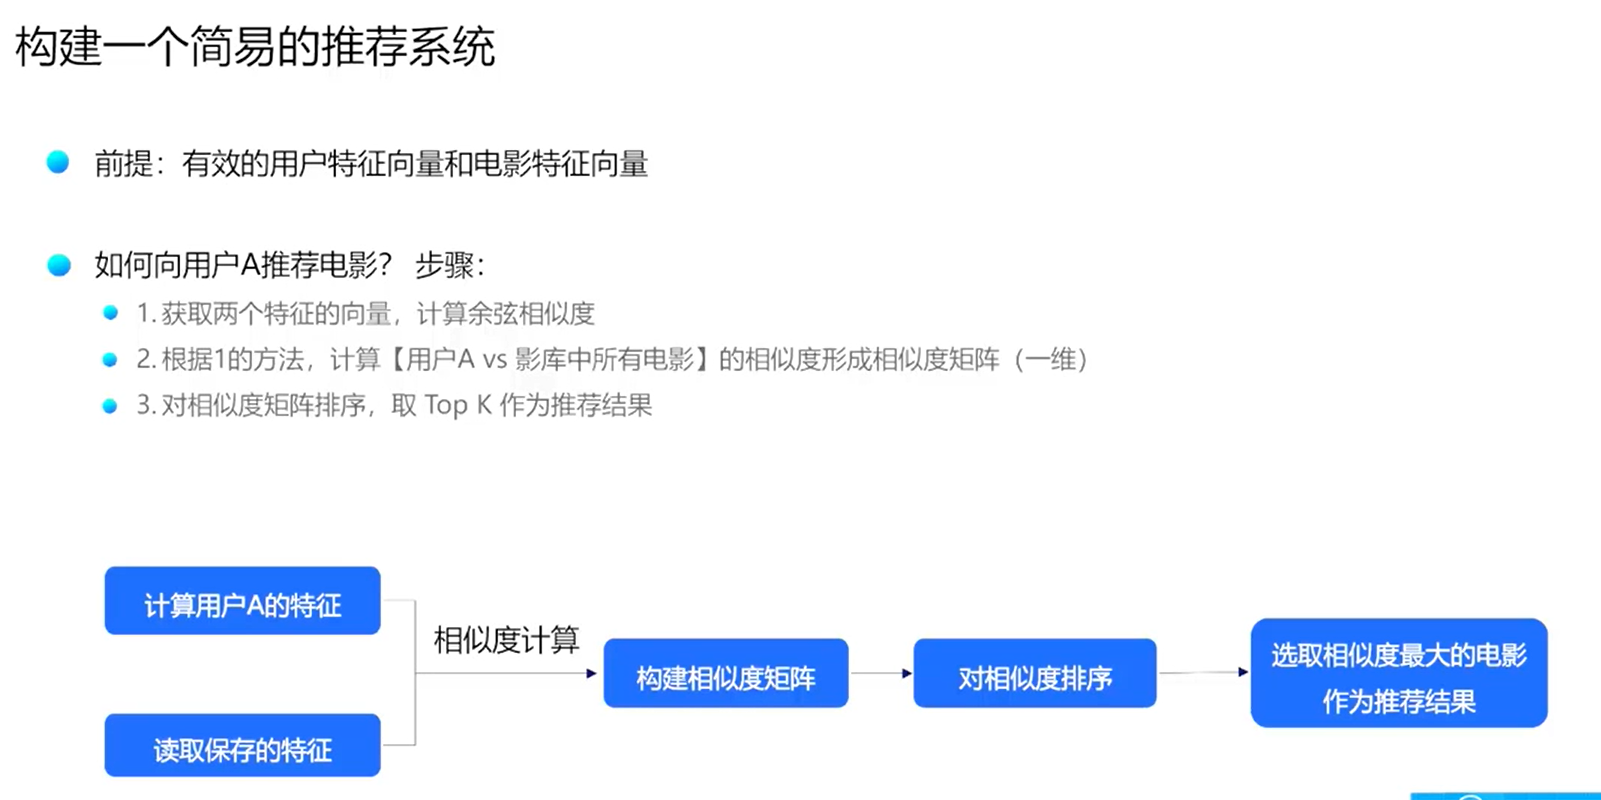 构建一个简易的推荐系统
前提：有效的用户特征向量和电影特征向量
如何向用户A推荐电影？ 步骤：
1. 获取两个特征的向量，计算余弦相似度
2. 根据1的方法，计算【用户A vs 影库中所有电影】的相似度形成相似度矩阵（一维）
3. 对相似度矩阵排序，取 Top K 作为推荐结果
计算用户A的特征
读取保存的特征
相似度计算
构建相似度矩阵
对相似度排序
选取相似度最大的电影
作为推荐结果